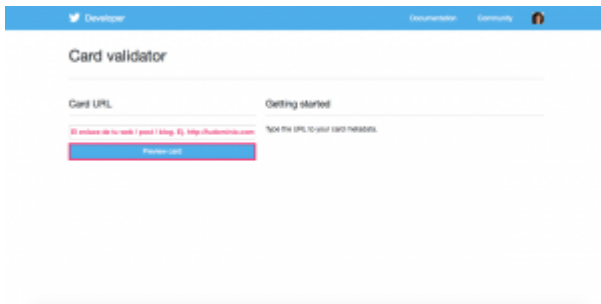 Developer
Documentation
Community
Card validator
Card URL
Getting started
El enlace de tu web / post / blog. Ej. http://tudominio.com
Type the URL to your card metadata.
Preview card